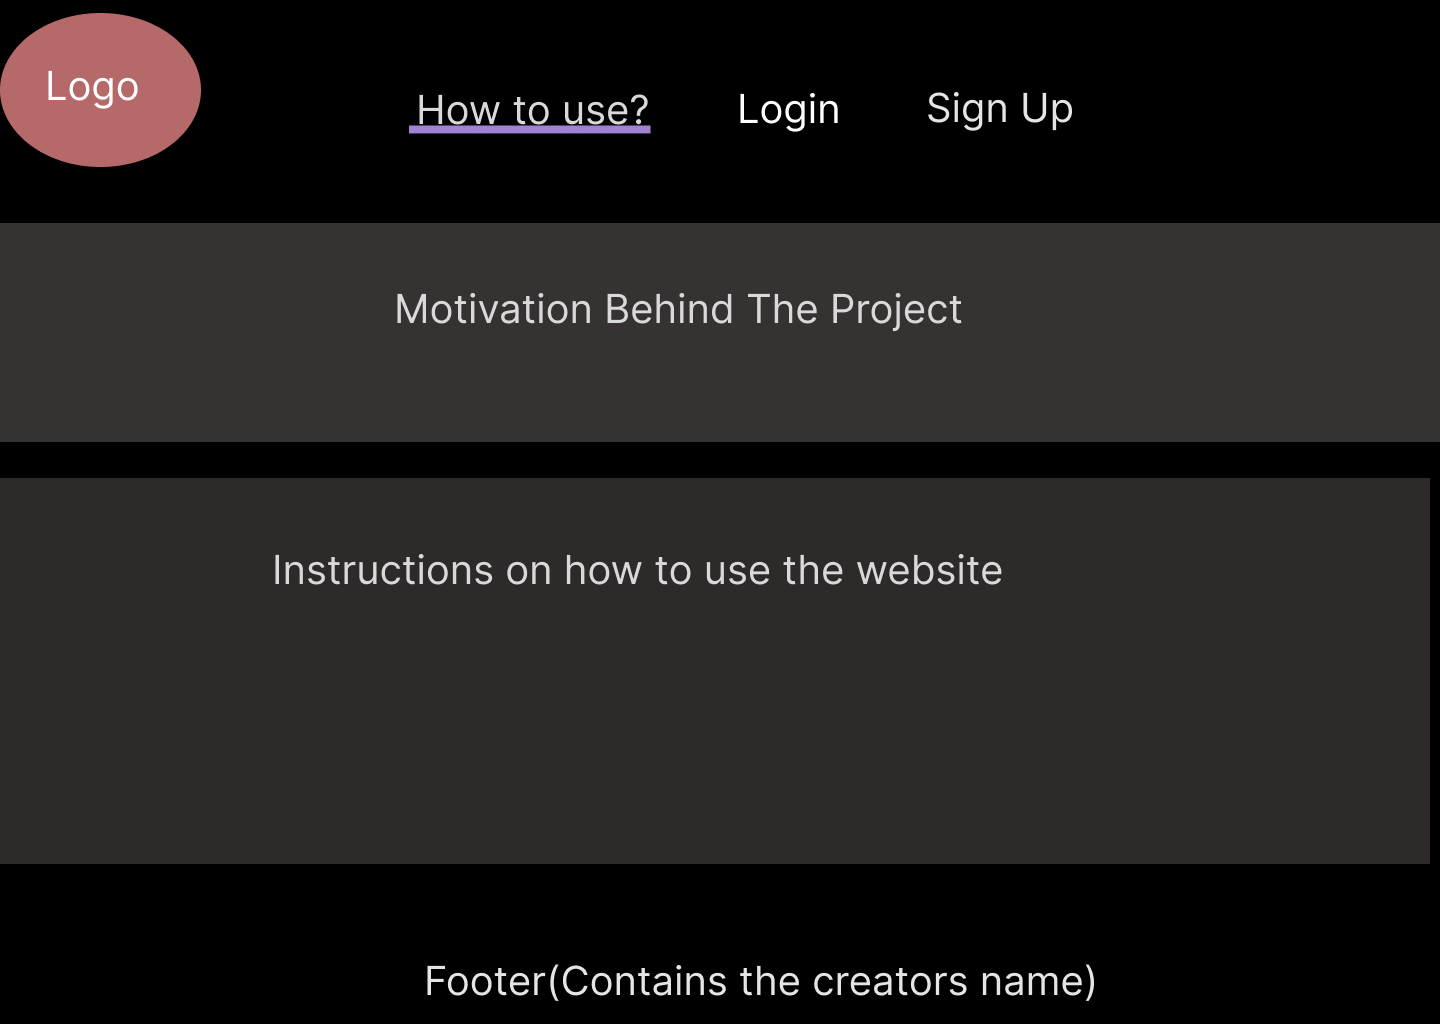 Logo
How to use?
Login
Sign Up
Motivation Behind The Project
Instructions on how to use the website
Footer(Contains the creators name)